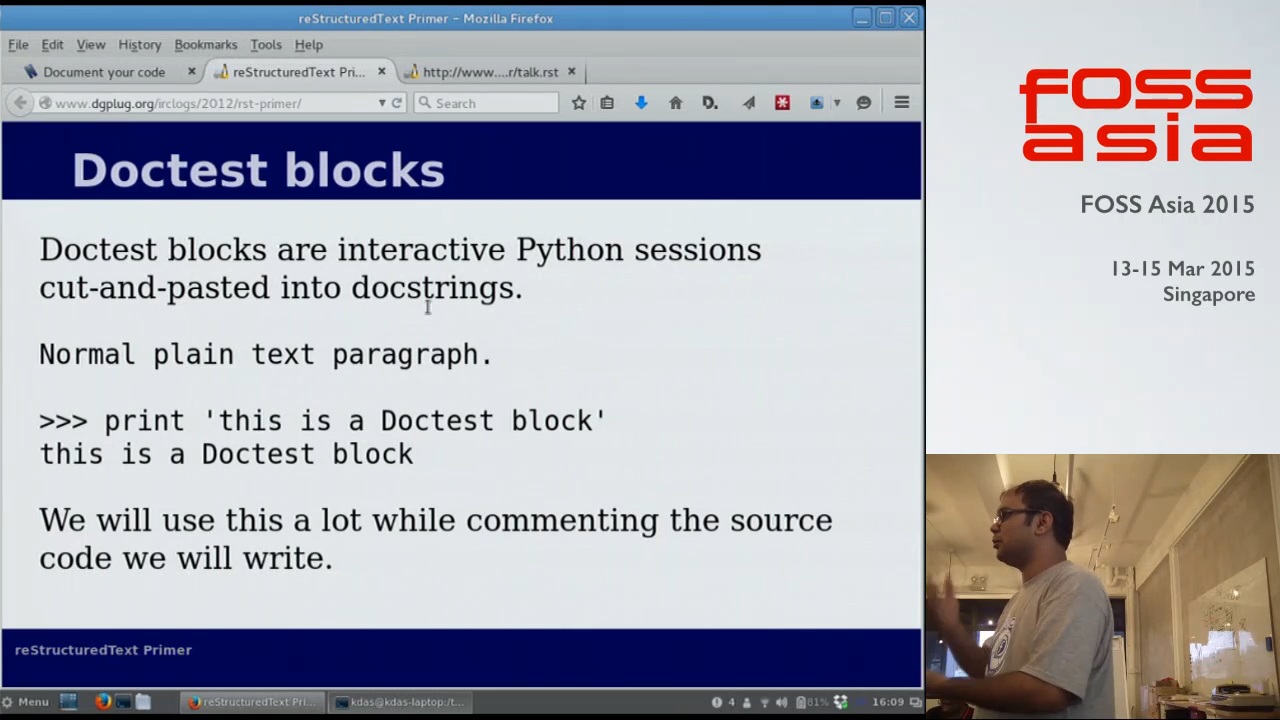 reStructuredText Primer - Mozilla Firefox
File Edit View History Bookmarks Tools Help
Document your code
reStructuredText Pri...
http://www....r/talk.rst
www.dgplug.org/irclogs/2012/rst-primer/
Search
D.
Doctest blocks
Doctest blocks are interactive Python sessions
cut-and-pasted into docstrings.
Normal plain text paragraph.
>>> print 'this is a Doctest block'
this is a Doctest block
We will use this a lot while commenting the source
code we will write.
reStructuredText Primer
Menu
reStructuredText Pri...
kdas@kdas-laptop:/t...
4
81%
16:09
FOSS
asia
FOSS Asia 2015
13-15 Mar 2015
Singapore